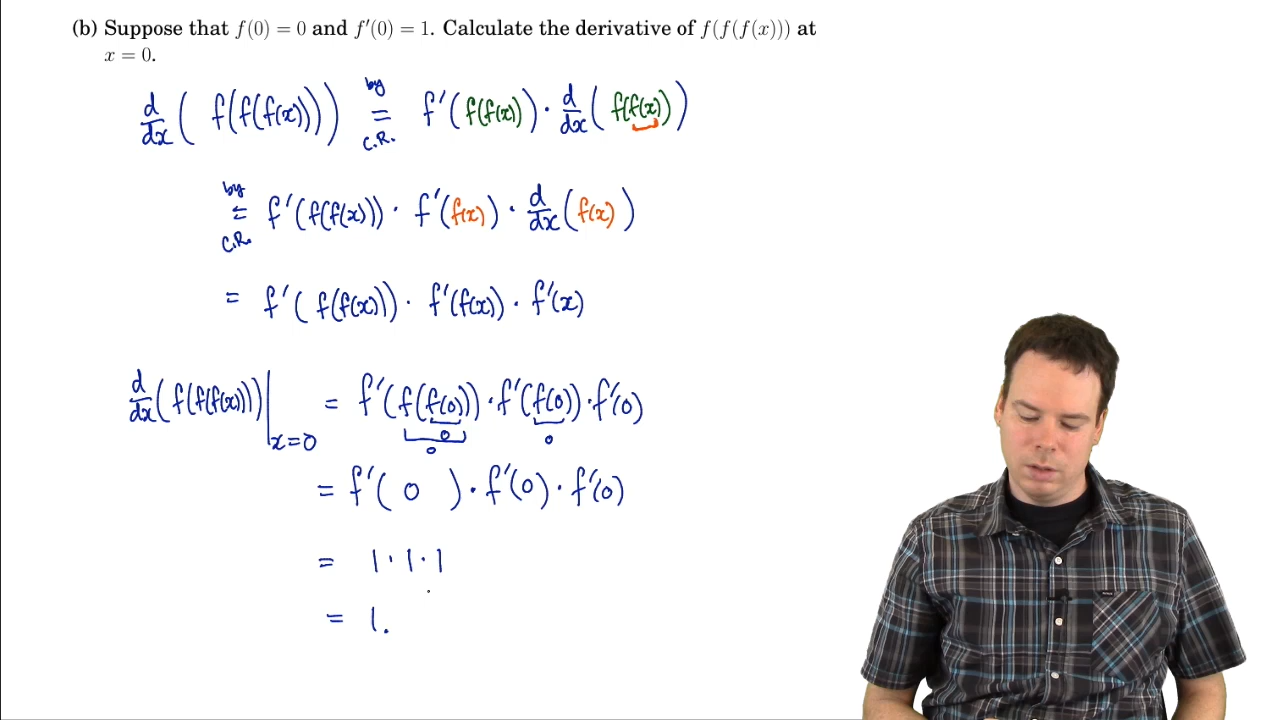 (b) Suppose that f(0) = 0 and f′(0) = 1. Calculate the derivative of f(f(f(x))) at
x = 0.
d/dx ( f(f(f(x))) ) by = C.R. f′( f(f(x)) ) · d/dx ( f(f(x)) )
by = C.R. f′(f(f(x))) · f′( f(x) ) · d/dx ( f(x) )
= f′( f(f(x)) ) · f′(f(x)) · f′(x)
d/dx ( f(f(f(x))) ) |x=0 = f′(f(f(0))) · f′(f(0)) · f′(0)
0 0
0
= f′( 0 ) · f′(0) · f′(0)
= 1 · 1 · 1
= 1.